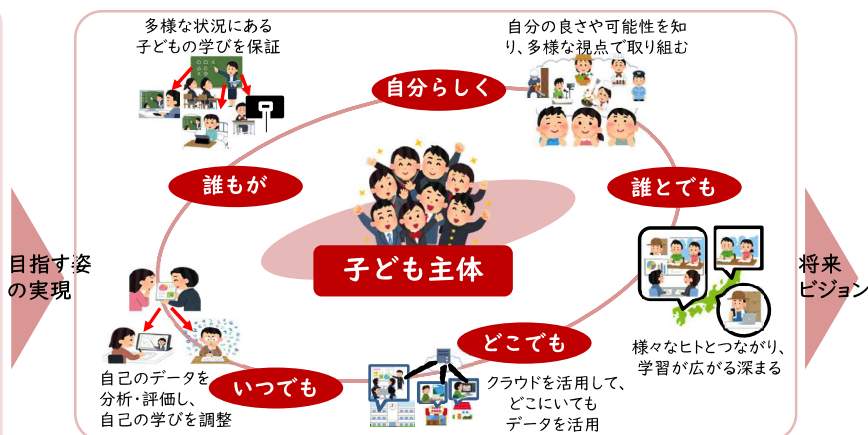 多様な状況にある
子どもの学びを保証
自分の良さや可能性を知
り、多様な視点で取り組む
自分らしく
誰もが
誰とでも
子ども主体
目指す姿
の実現
将来
ビジョン
どこでも
様々なヒトとつながり、
学習が広がる深まる
いつでも
自己のデータを
分析・評価し、
自己の学びを調整
クラウドを活用して、
どこにいても
データを活用